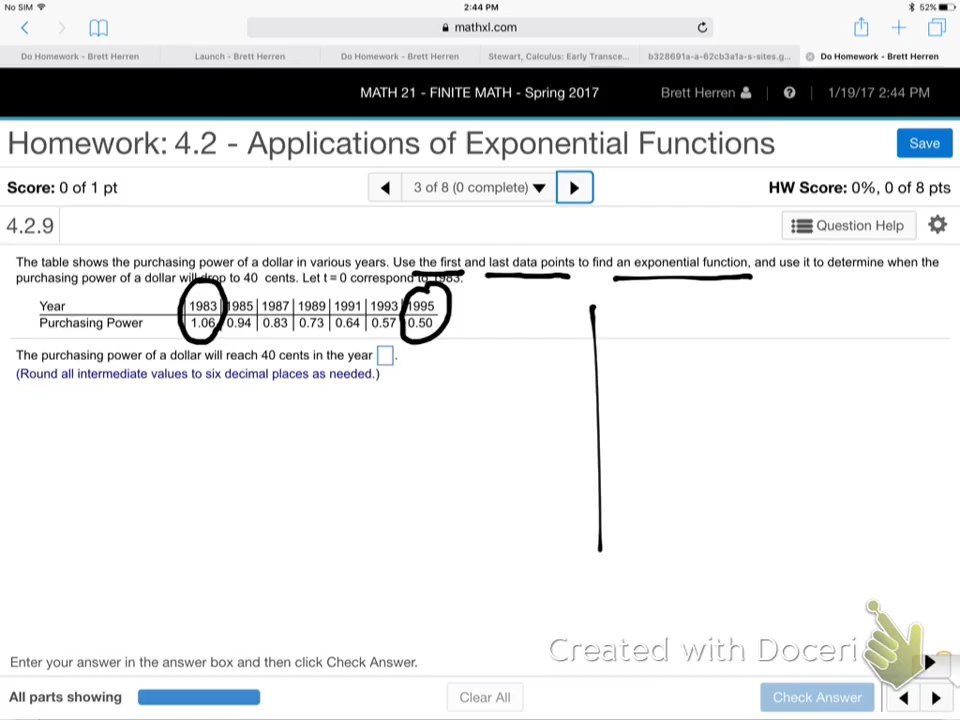 No SIM 2:44 PM 52%
mathxl.com
Do Homework - Brett Herren Launch - Brett Herren Do Homework - Brett Herren Stewart, Calculus: Early Transce... b328691a-a-62cb3a1a-s-sites.g... Do Homework - Brett Herren
MATH 21 - FINITE MATH - Spring 2017 Brett Herren ? 1/19/17 2:44 PM
Homework: 4.2 - Applications of Exponential Functions Save
Score: 0 of 1 pt 3 of 8 (0 complete) HW Score: 0%, 0 of 8 pts
4.2.9 Question Help
The table shows the purchasing power of a dollar in various years. Use the first and last data points to find an exponential function, and use it to determine when the
purchasing power of a dollar will drop to 40 cents. Let t = 0 correspond to 1983.
Year 1983 1985 1987 1989 1991 1993 1995
Purchasing Power 1.06 0.94 0.83 0.73 0.64 0.57 0.50
The purchasing power of a dollar will reach 40 cents in the year .
(Round all intermediate values to six decimal places as needed.)
Created with Doceri
Enter your answer in the answer box and then click Check Answer.
All parts showing Clear All Check Answer